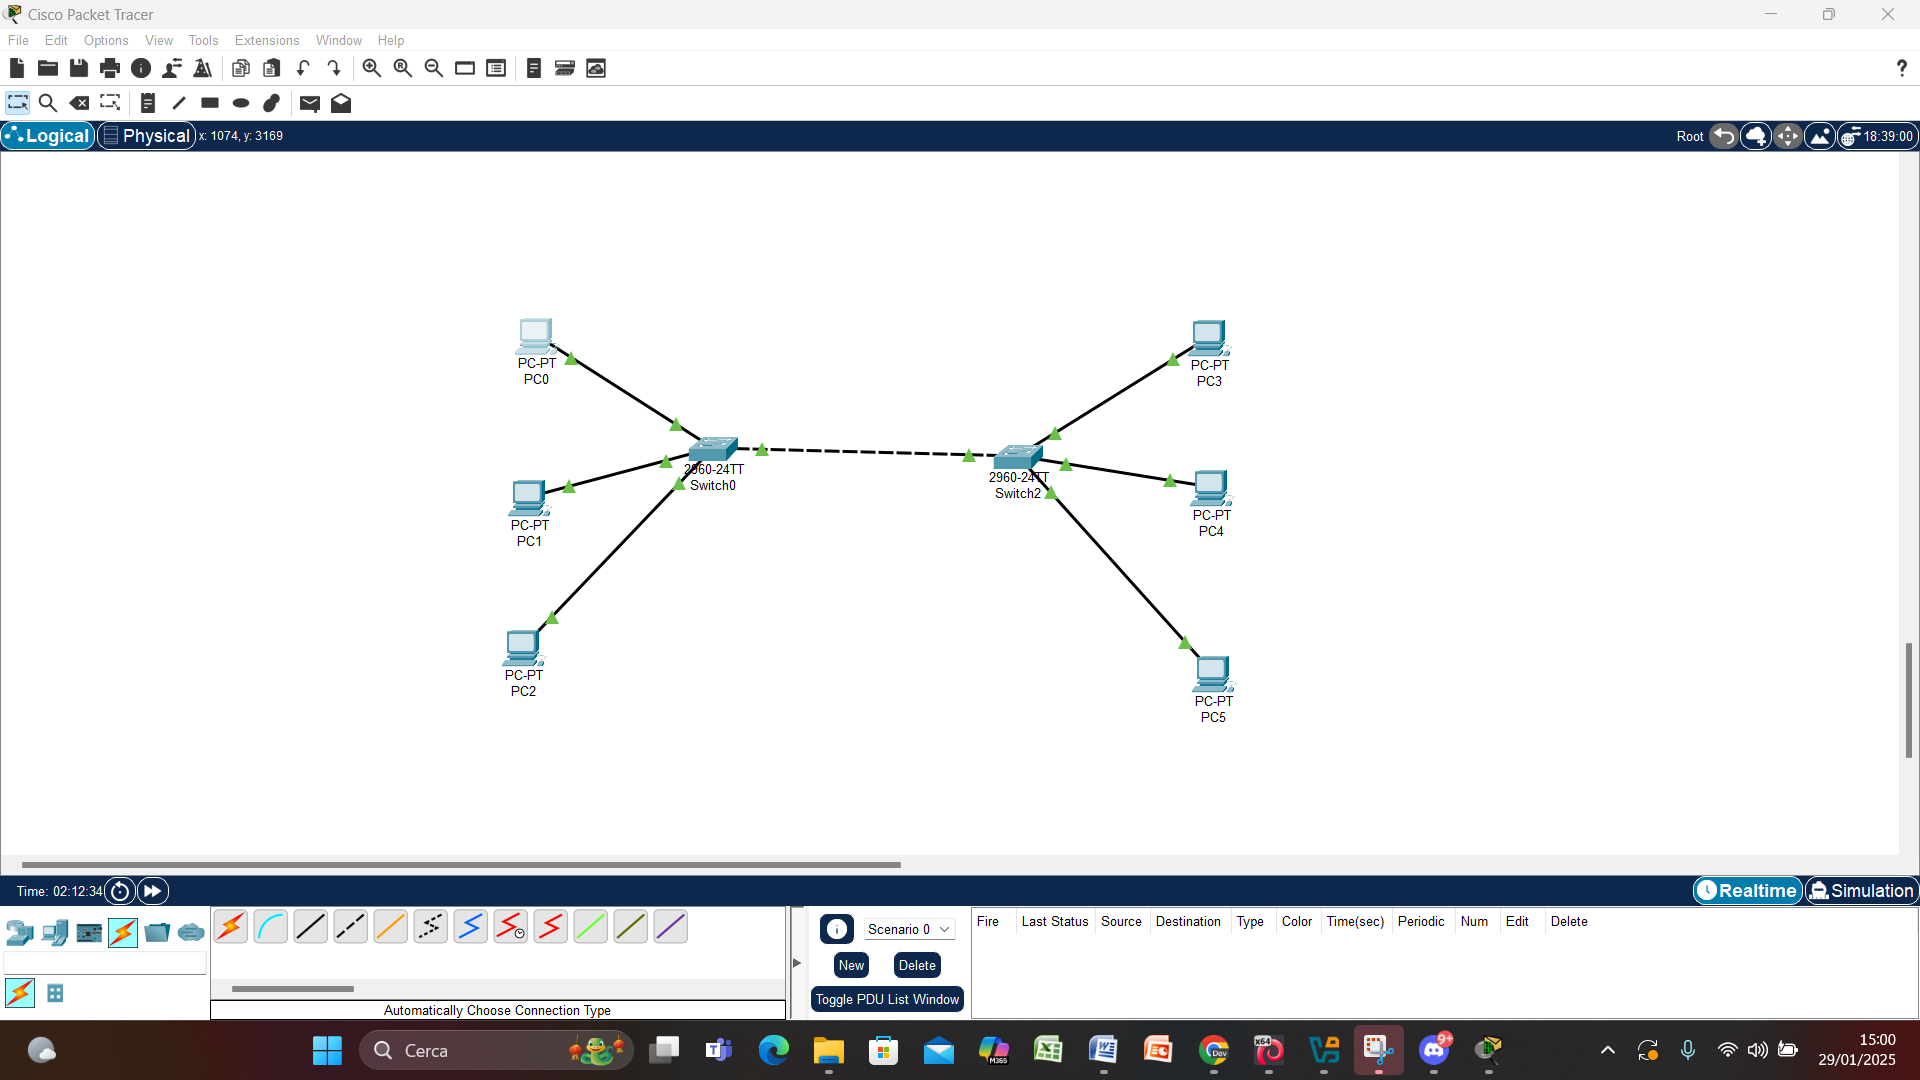 Cisco Packet Tracer
File Edit Options View Tools Extensions Window Help
?
Logical Physical x: 1074, y: 3169 Root 18:39:00
PC-PT
PC0
PC-PT
PC3
2960-24TT
Switch0
2960-24TT
Switch2
PC-PT
PC1
PC-PT
PC4
PC-PT
PC2
PC-PT
PC5
Time: 02:12:34 Realtime Simulation
Scenario 0
New Delete
Toggle PDU List Window
Fire Last Status Source Destination Type Color Time(sec) Periodic Num Edit Delete
Automatically Choose Connection Type
Cerca
M365
Dev
x64
9+
15:00
29/01/2025